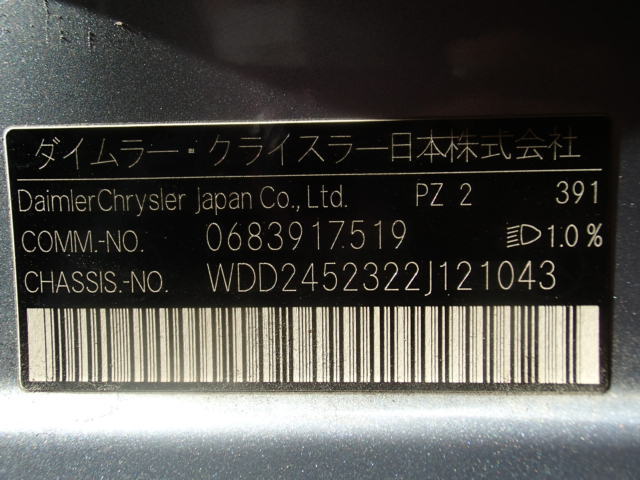 ダイムラー・クライスラー日本株式会社
DaimlerChrysler Japan Co., Ltd. PZ 2 391
COMM.-NO. 0683917519 1.0 %
CHASSIS.-NO. WDD2452322J121043